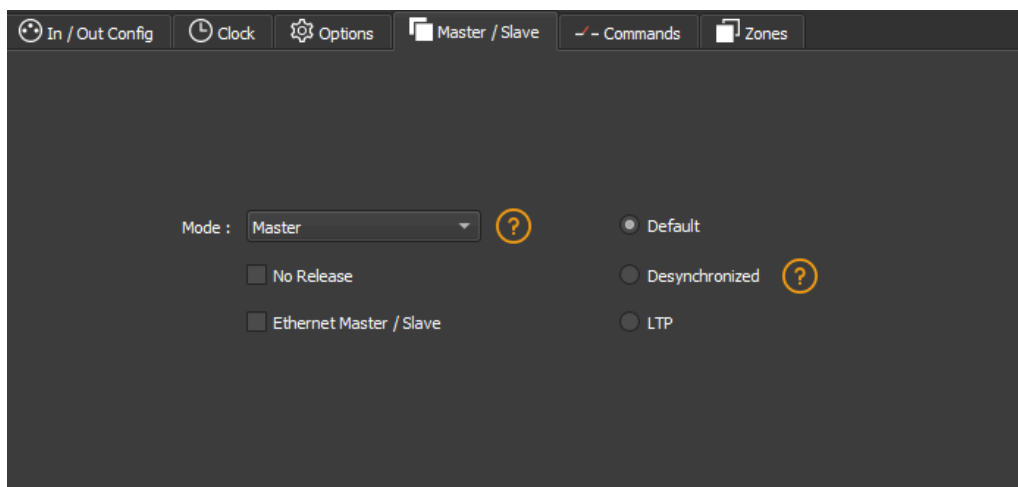 In / Out Config Clock Options Master / Slave Commands Zones
Mode : Master ? Default
No Release Desynchronized ?
Ethernet Master / Slave LTP